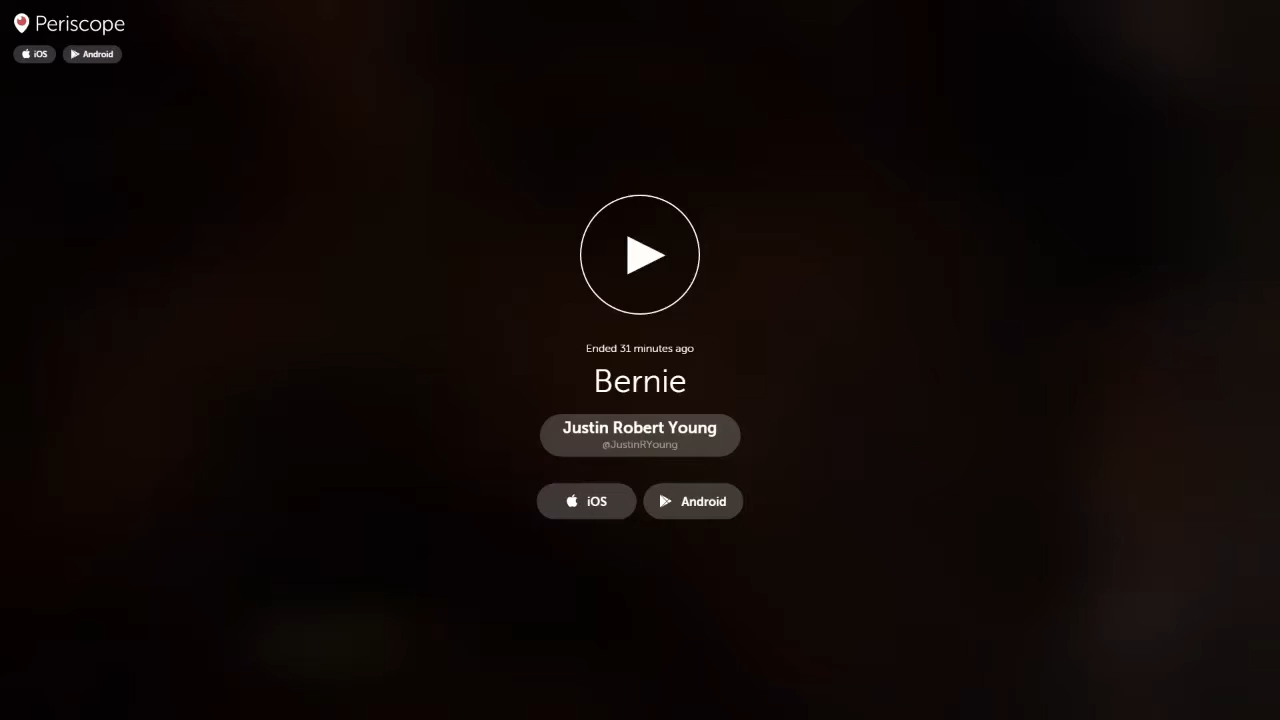 Periscope
iOS
Android
Ended 31 minutes ago
Bernie
Justin Robert Young
@JustinRYoung
iOS
Android